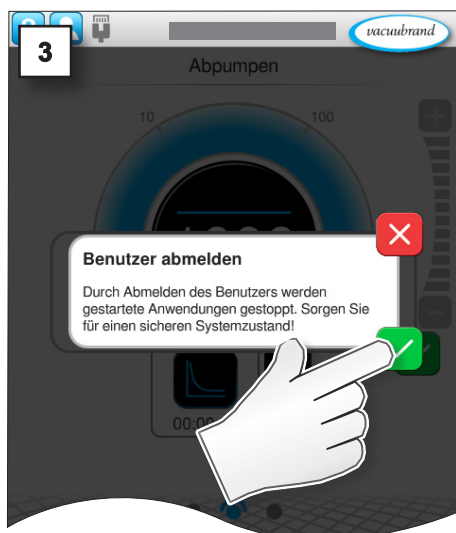 3
vacuubrand
Abpumpen
10
100
Benutzer abmelden
Durch Abmelden des Benutzers werden
gestartete Anwendungen gestoppt. Sorgen Sie
für einen sicheren Systemzustand!